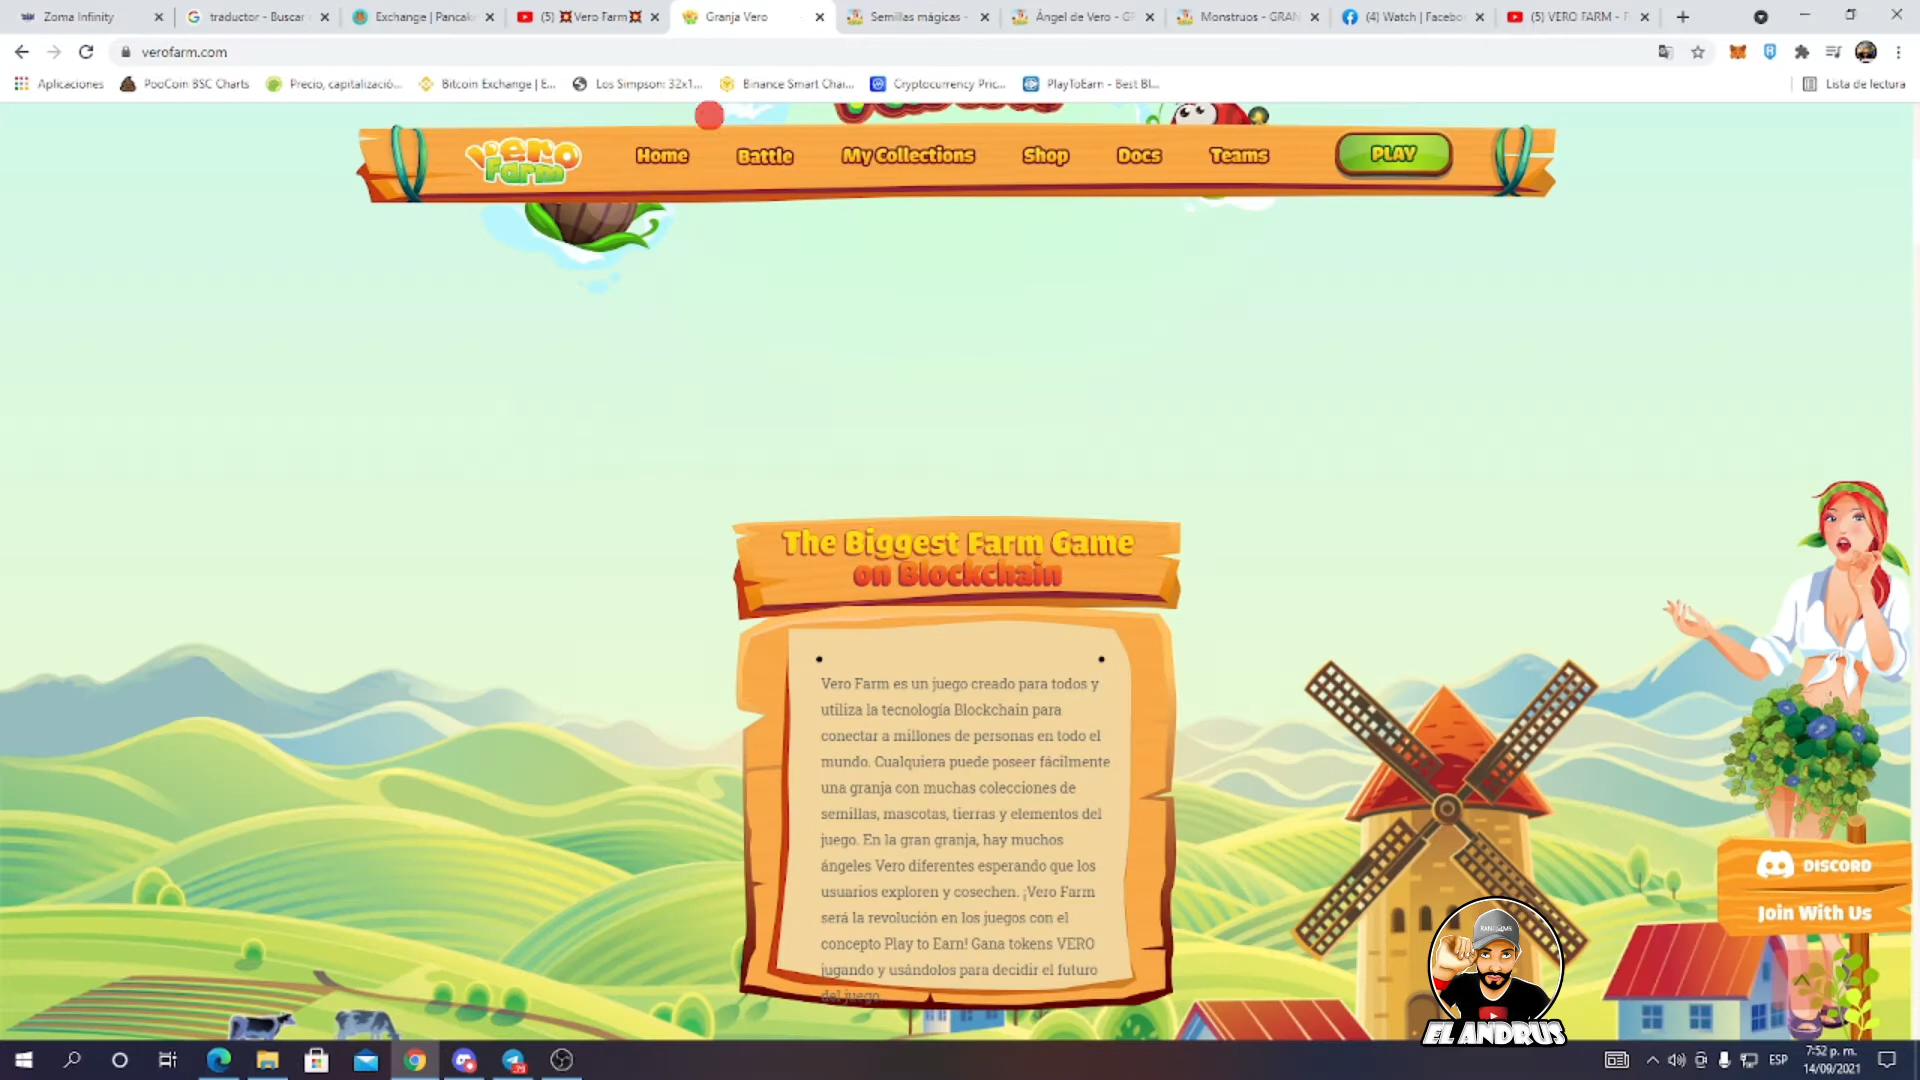 Zoma Infinity
traductor - Buscar
Exchange | Pancak
(5) 💥Vero Farm💥
Granja Vero
Semillas mágicas -
Ángel de Vero - GR
Monstruos - GRAN
(4) Watch | Facebo
(5) VERO FARM - F
verofarm.com
Aplicaciones
PooCoin BSC Charts
Precio, capitalizació...
Bitcoin Exchange | E...
Los Simpson: 32x1...
Binance Smart Chai...
Cryptocurrency Pric...
PlayToEarn - Best Bl...
Lista de lectura
vero
Farm
Home
Battle
My Collections
Shop
Docs
Teams
PLAY
The Biggest Farm Game
on Blockchain
Vero Farm es un juego creado para todos y
utiliza la tecnología Blockchain para
conectar a millones de personas en todo el
mundo. Cualquiera puede poseer fácilmente
una granja con muchas colecciones de
semillas, mascotas, tierras y elementos del
juego. En la gran granja, hay muchos
ángeles Vero diferentes esperando que los
usuarios exploren y cosechen. ¡Vero Farm
será la revolución en los juegos con el
concepto Play to Earn! Gana tokens VERO
jugando y usándolos para decidir el futuro
del juego.
DISCORD
Join With Us
EL ANDRUS
ESP
7:52 p. m.
14/09/2021